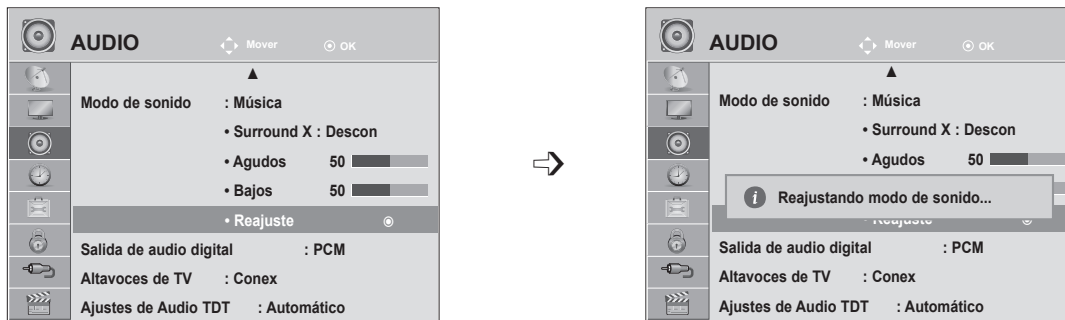 AUDIO Mover OK
Modo de sonido : Música
• Surround X : Descon
• Agudos 50
• Bajos 50
• Reajuste
Salida de audio digital : PCM
Altavoces de TV : Conex
Ajustes de Audio TDT : Automático
AUDIO Mover OK
Modo de sonido : Música
• Surround X : Descon
• Agudos 50
i Reajustando modo de sonido...
• Reajuste
Salida de audio digital : PCM
Altavoces de TV : Conex
Ajustes de Audio TDT : Automático